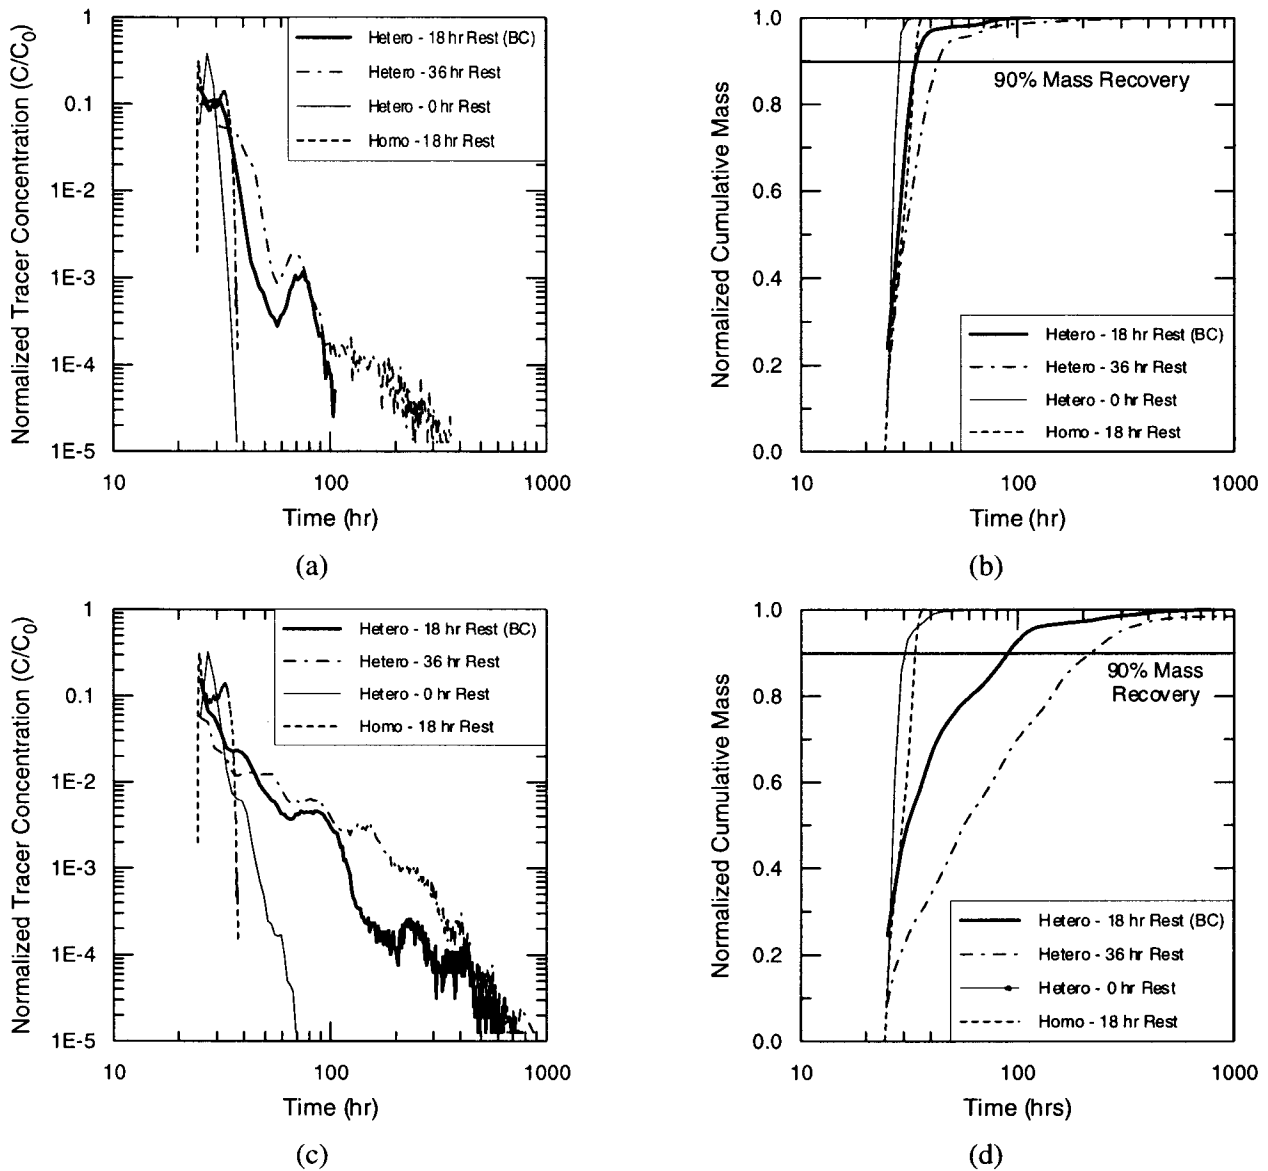 Normalized Tracer Concentration (C/C0)
1
0.1
1E-2
1E-3
1E-4
1E-5
Hetero - 18 hr Rest (BC)
Hetero - 36 hr Rest
Hetero - 0 hr Rest
Homo - 18 hr Rest
10
100
1000
Time (hr)
(a)
Normalized Cumulative Mass
1.0
0.8
0.6
0.4
0.2
0.0
90% Mass Recovery
Hetero - 18 hr Rest (BC)
Hetero - 36 hr Rest
Hetero - 0 hr Rest
Homo - 18 hr Rest
10
100
1000
Time (hr)
(b)
Normalized Tracer Concentration (C/C0)
1
0.1
1E-2
1E-3
1E-4
1E-5
Hetero - 18 hr Rest (BC)
Hetero - 36 hr Rest
Hetero - 0 hr Rest
Homo - 18 hr Rest
10
100
1000
Time (hr)
(c)
Normalized Cumulative Mass
1.0
0.8
0.6
0.4
0.2
0.0
90% Mass
Recovery
Hetero - 18 hr Rest (BC)
Hetero - 36 hr Rest
Hetero - 0 hr Rest
Homo - 18 hr Rest
10
100
1000
Time (hrs)
(d)